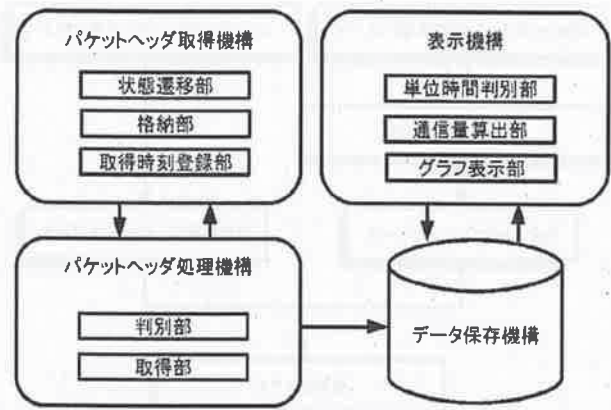 パケットヘッダ取得機構
状態遷移部
格納部
取得時刻登録部
表示機構
単位時間判別部
通信量算出部
グラフ表示部
パケットヘッダ処理機構
判別部
取得部
データ保存機構